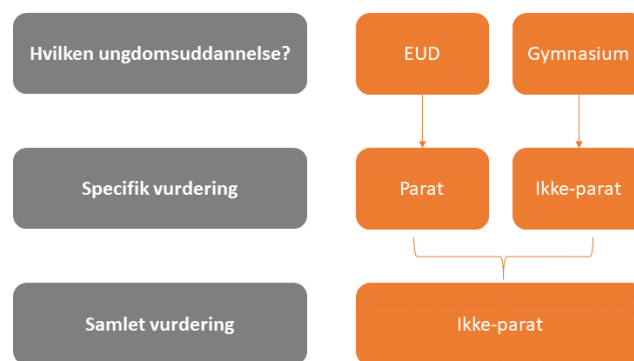 Hvilken ungdomsuddannelse?
EUD
Gymnasium
Specifik vurdering
Parat
Ikke-parat
Samlet vurdering
Ikke-parat